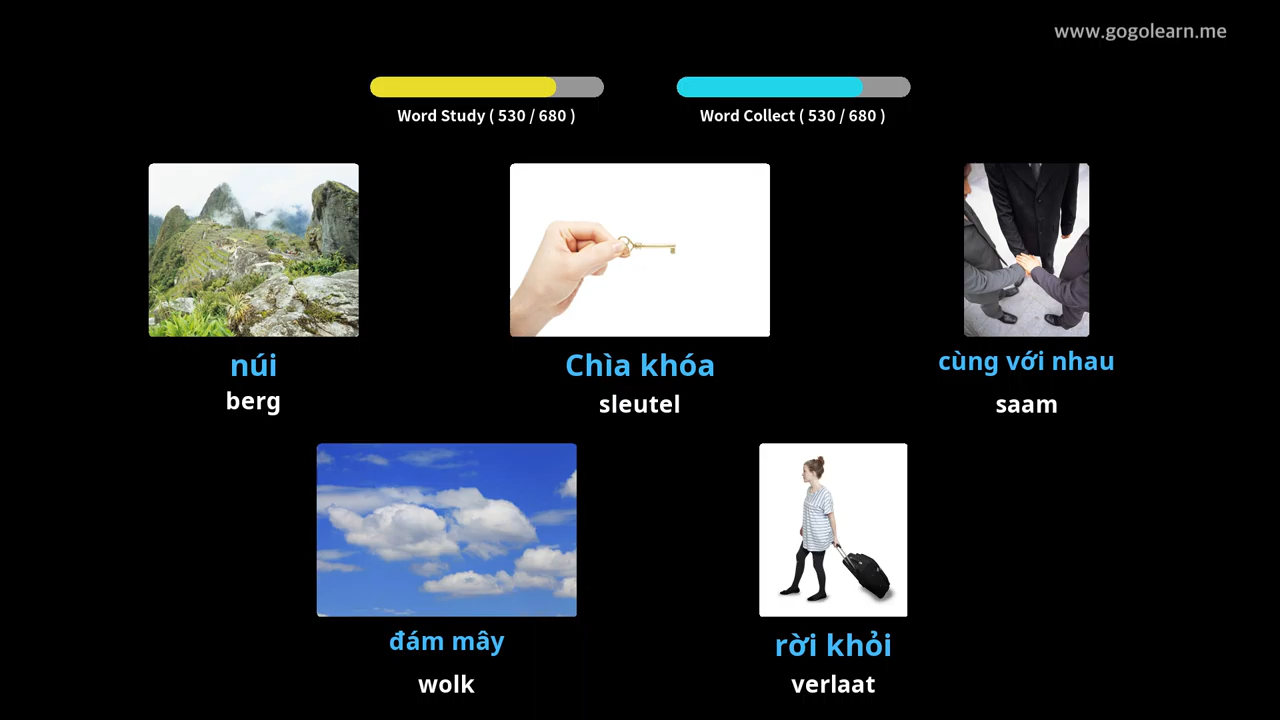 www.gogolearn.me
Word Study ( 530 / 680 )
Word Collect ( 530 / 680 )
núi
berg
Chìa khóa
sleutel
cùng với nhau
saam
đám mây
wolk
rời khỏi
verlaat